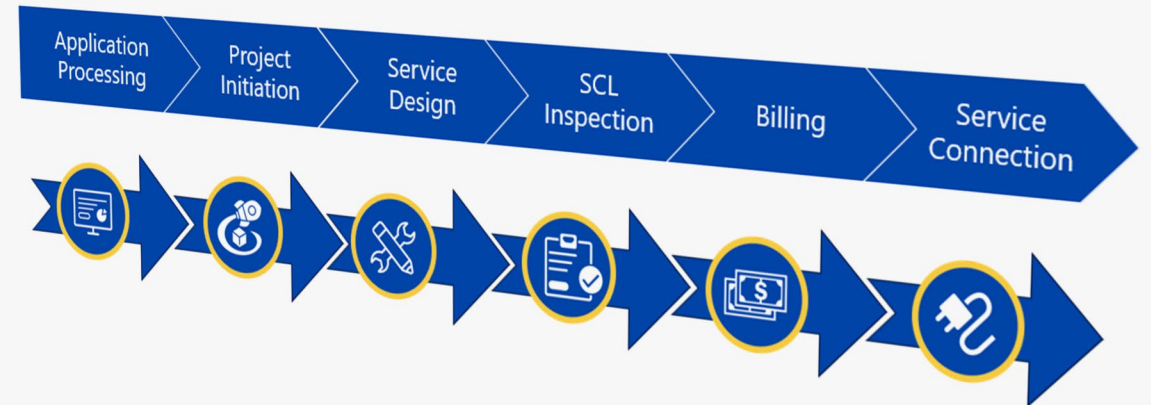 Application
Processing
Project
Initiation
Service
Design
SCL
Inspection
Billing
Service
Connection
$